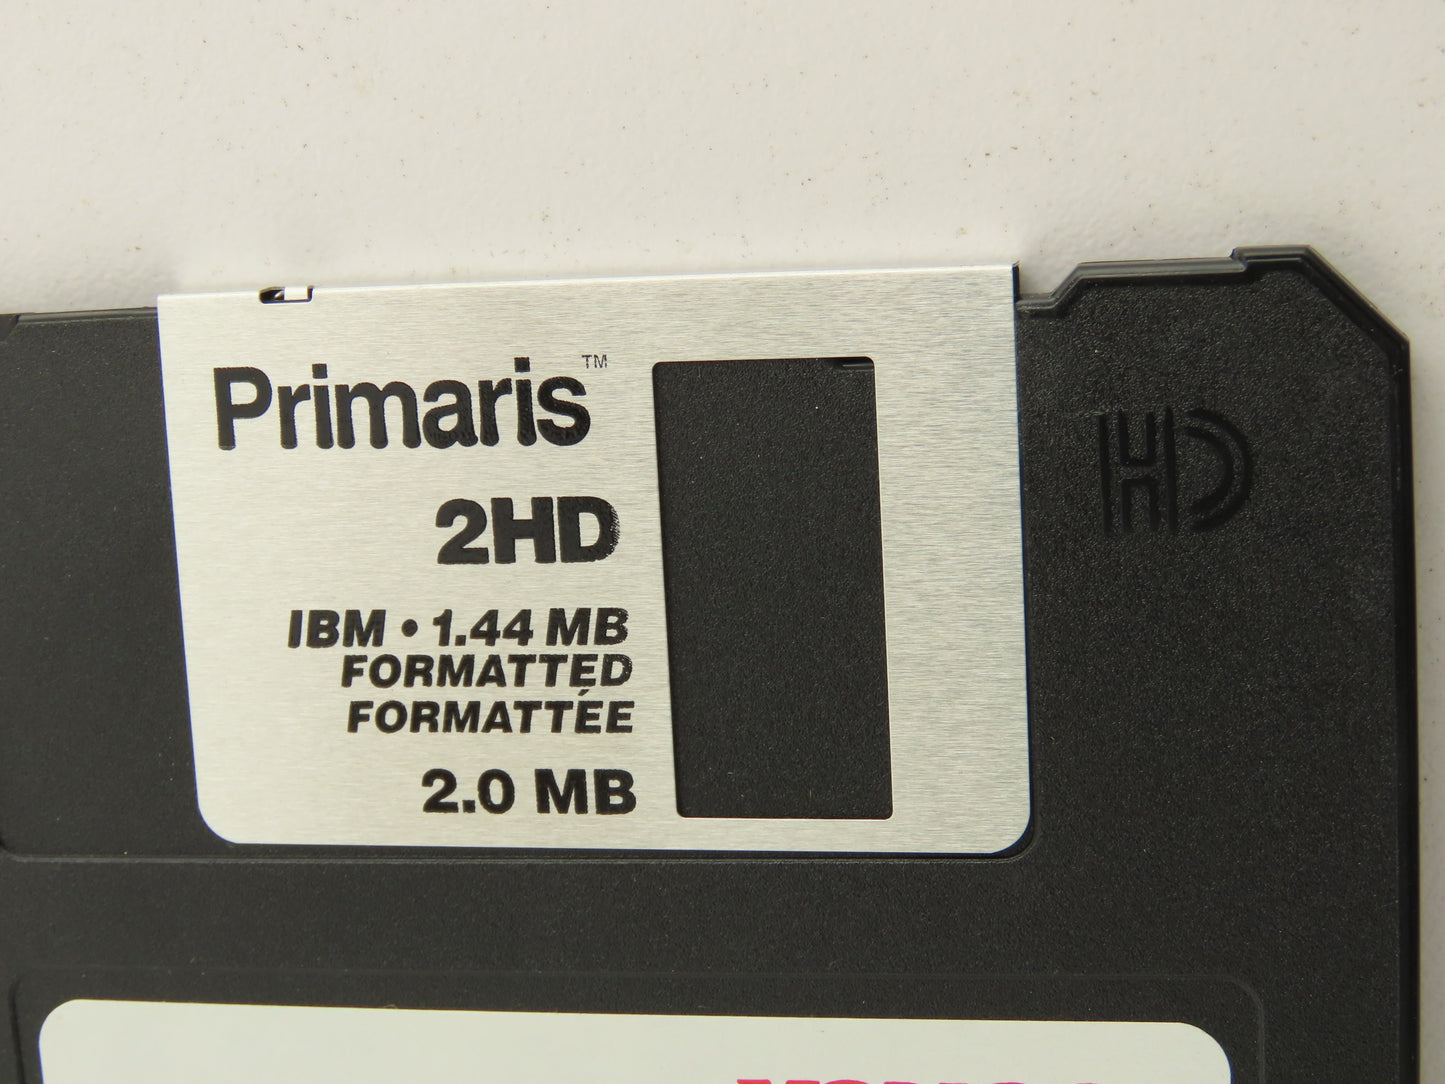 Primaris™
2HD
IBM • 1.44 MB
FORMATTED
FORMATTÉE
2.0 MB
HD